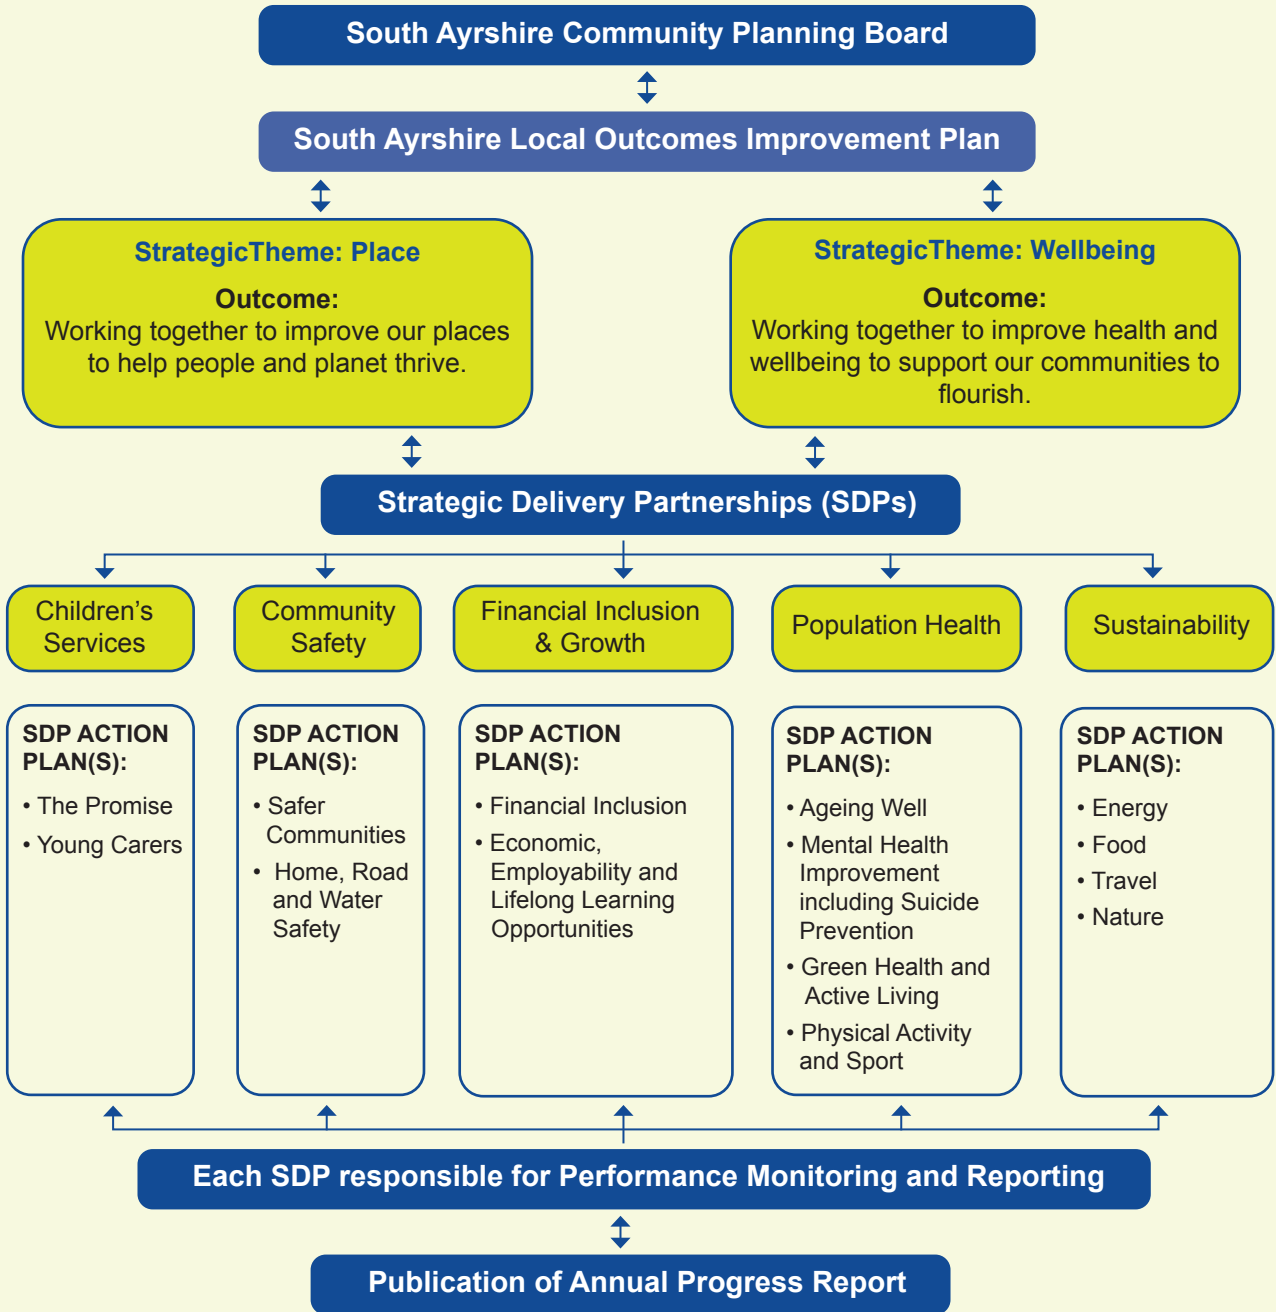 South Ayrshire Community Planning Board
South Ayrshire Local Outcomes Improvement Plan
StrategicTheme: Place
Outcome:
Working together to improve our places
to help people and planet thrive.
StrategicTheme: Wellbeing
Outcome:
Working together to improve health and
wellbeing to support our communities to
flourish.
Strategic Delivery Partnerships (SDPs)
Children's
Services
Community
Safety
Financial Inclusion
& Growth
Population Health
Sustainability
SDP ACTION
PLAN(S):
• The Promise
• Young Carers
SDP ACTION
PLAN(S):
• Safer
Communities
• Home, Road
and Water
Safety
SDP ACTION
PLAN(S):
• Financial Inclusion
• Economic,
Employability and
Lifelong Learning
Opportunities
SDP ACTION
PLAN(S):
• Ageing Well
• Mental Health
Improvement
including Suicide
Prevention
• Green Health and
Active Living
• Physical Activity
and Sport
SDP ACTION
PLAN(S):
• Energy
• Food
• Travel
• Nature
Each SDP responsible for Performance Monitoring and Reporting
Publication of Annual Progress Report